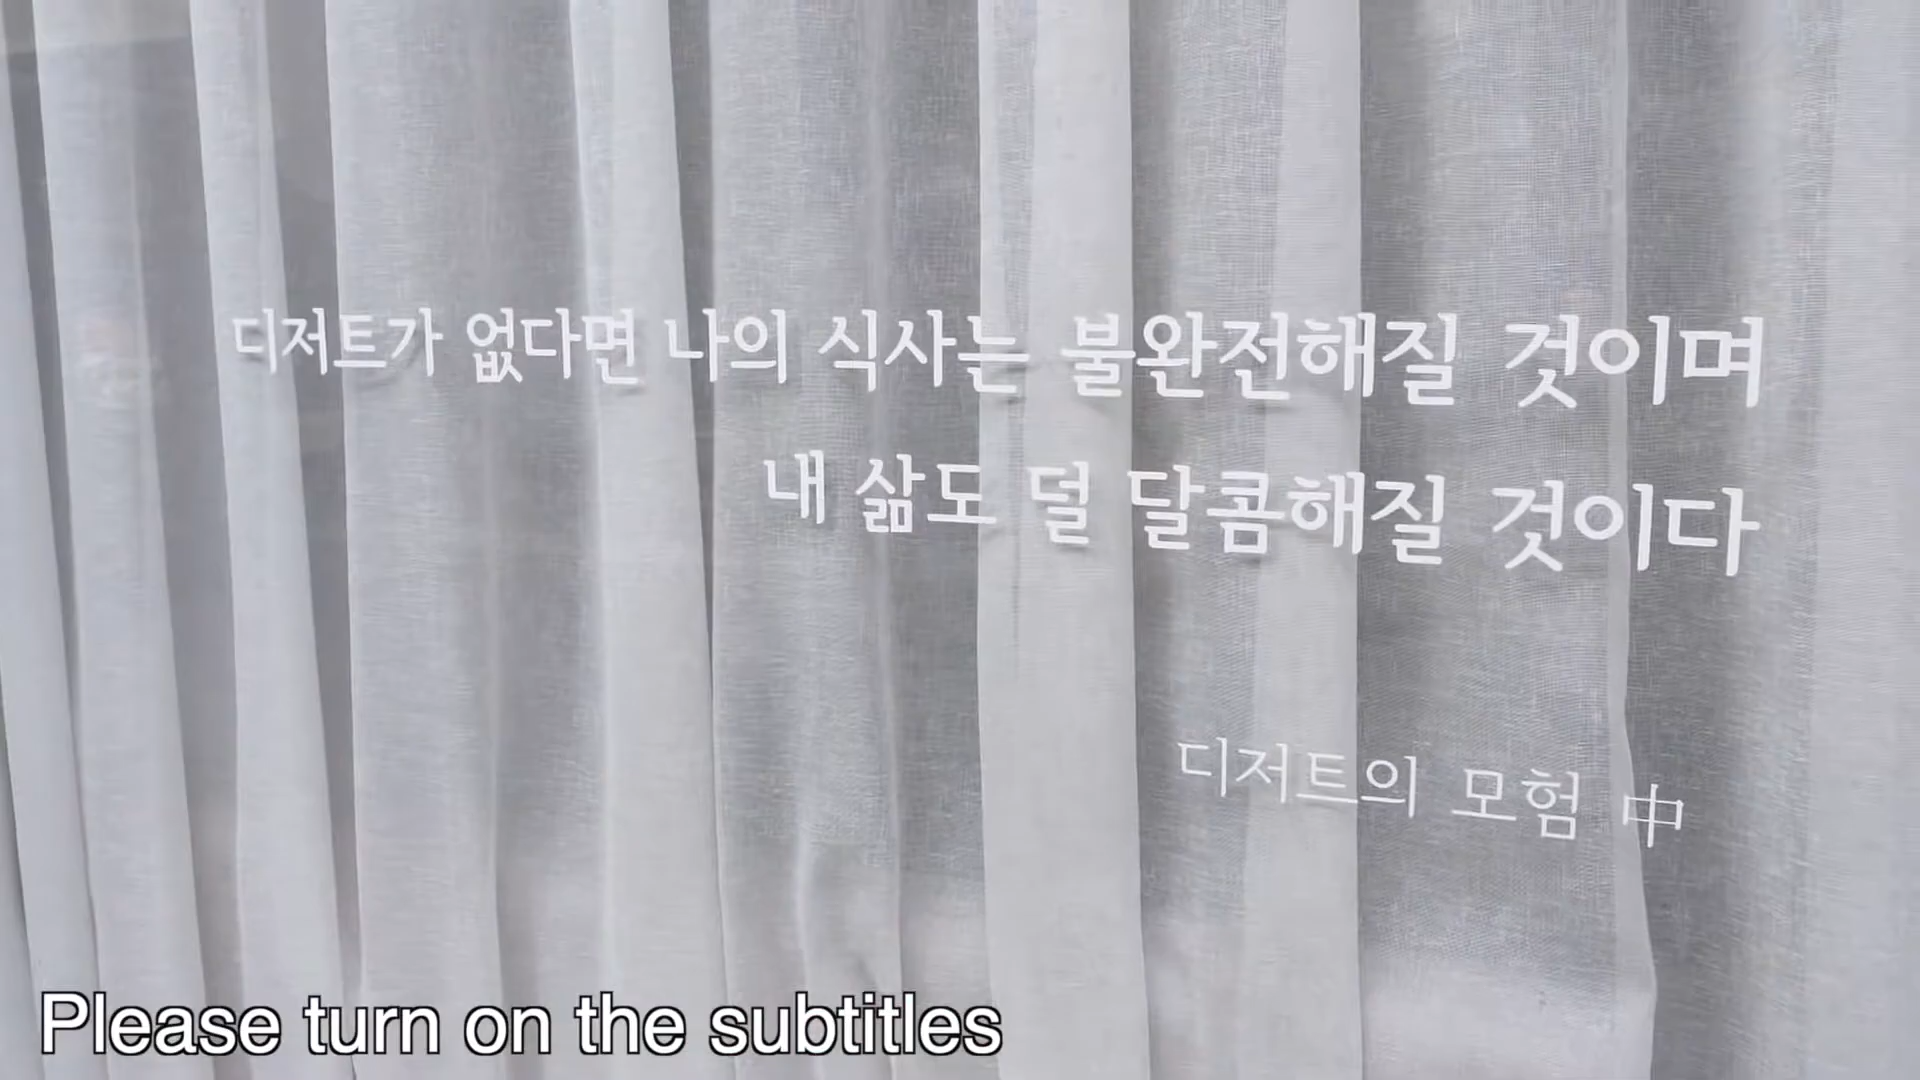 디저트가 없다면 나의 식사는 불완전해질 것이며
내 삶도 덜 달콤해질 것이다
디저트의 모험 中
Please turn on the subtitles